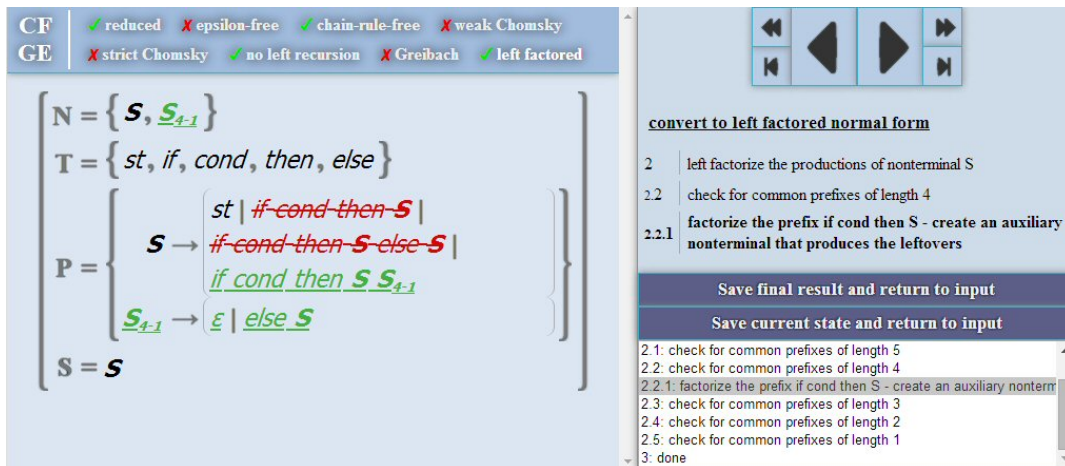 CF ✓ reduced ✗ epsilon-free ✓ chain-rule-free ✗ weak Chomsky
GE ✗ strict Chomsky ✓ no left recursion ✗ Greibach ✓ left factored
N = { S, S4-1 }
T = { st, if, cond, then, else }
P =
st | if cond then S |
S → if cond then S else S |
if cond then S S4-1
S4-1 → ε | else S
S = S
convert to left factored normal form
2 left factorize the productions of nonterminal S
2.2 check for common prefixes of length 4
2.2.1 factorize the prefix if cond then S - create an auxiliary
nonterminal that produces the leftovers
Save final result and return to input
Save current state and return to input
2.1: check for common prefixes of length 5
2.2: check for common prefixes of length 4
2.2.1: factorize the prefix if cond then S - create an auxiliary nonterm
2.3: check for common prefixes of length 3
2.4: check for common prefixes of length 2
2.5: check for common prefixes of length 1
3: done